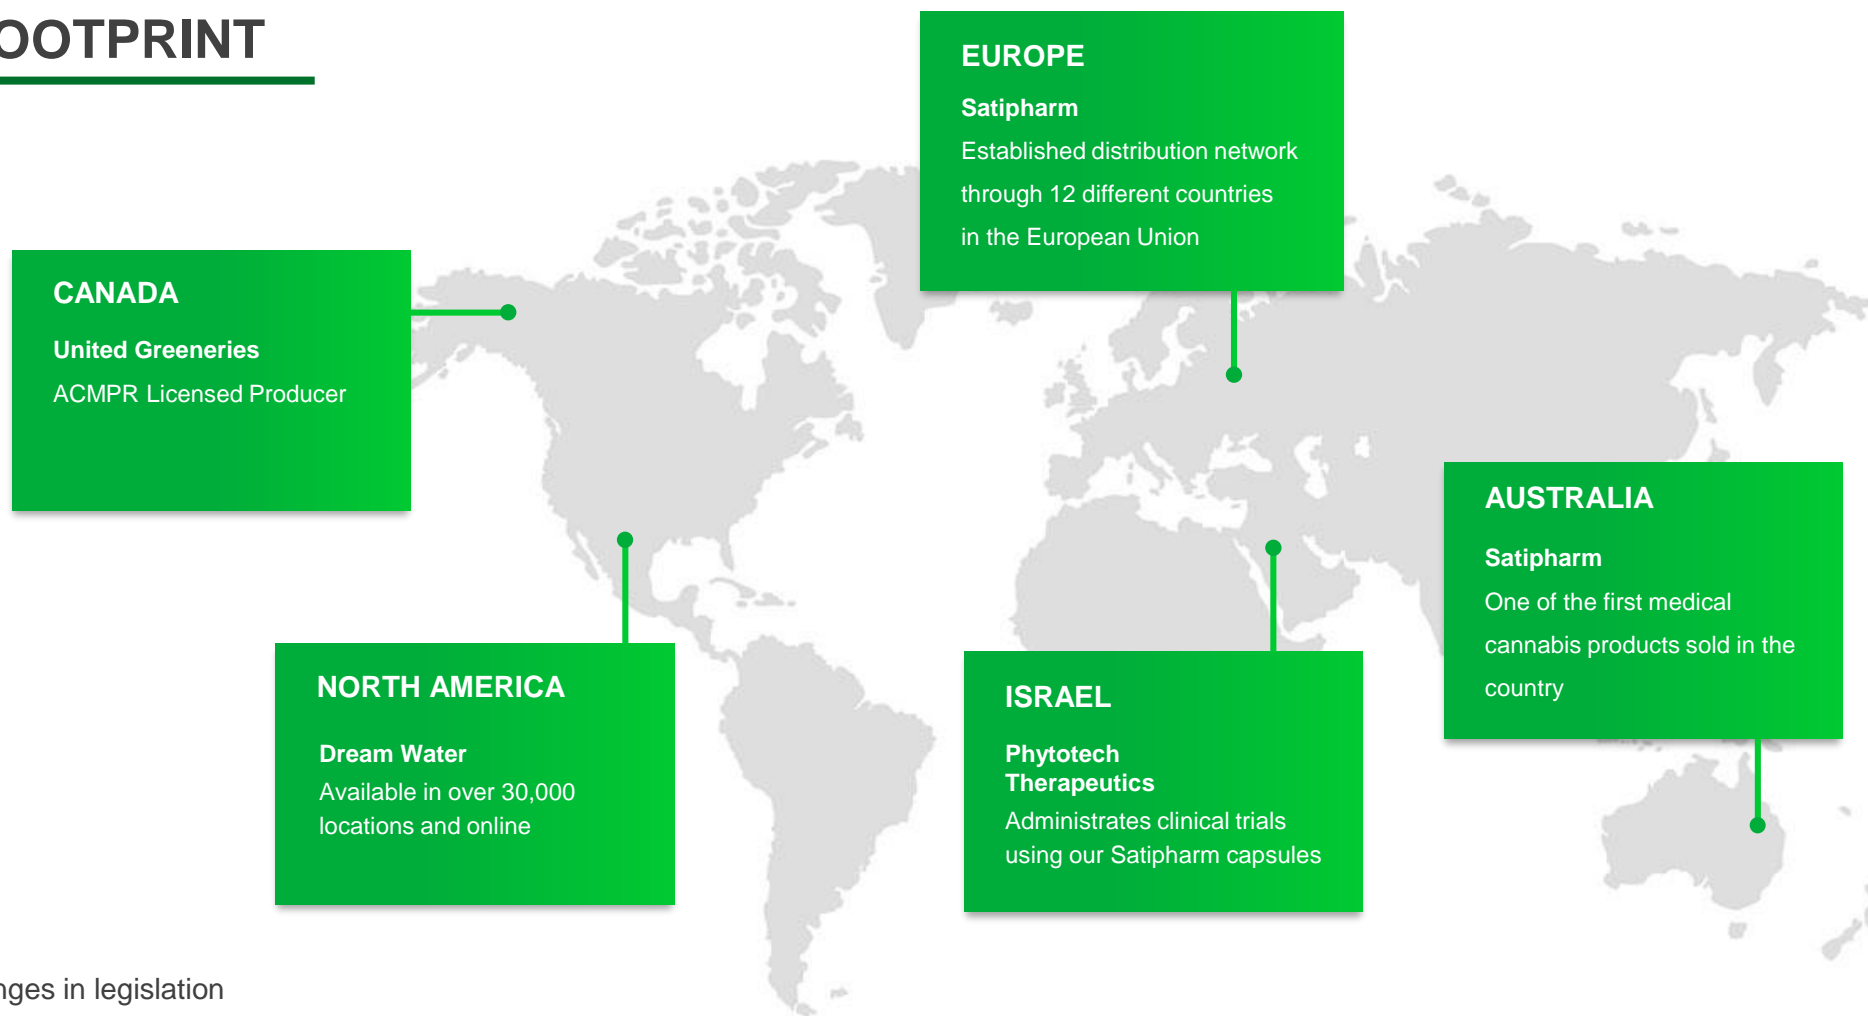 OOTPRINT
EUROPE
Satipharm
Established distribution network
through 12 different countries
in the European Union
CANADA
United Greeneries
ACMPR Licensed Producer
AUSTRALIA
Satipharm
One of the first medical
cannabis products sold in the
country
NORTH AMERICA
Dream Water
Available in over 30,000
locations and online
ISRAEL
Phytotech
Therapeutics
Administrates clinical trials
using our Satipharm capsules
nges in legislation